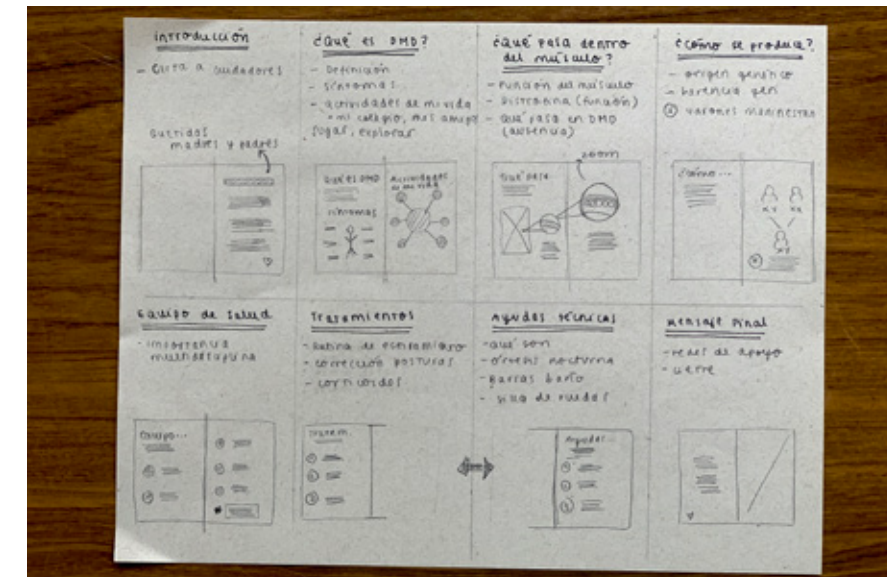 introducción
- Carta a cuidadores
Queridos
madres y padres
¿Qué es DMD?
- Definición
- Síntomas
- actividades de mi vida
• mi colegio, mis amigos
jugar, explorar
Qué es DMD
síntomas
Actividades
de mi vida
¿Qué pasa dentro
del músculo?
- Función del músculo
- Distrofina (función)
- Qué pasa en DMD
(ausencia)
zoom
Qué pasa
¿cómo se produce?
- origen genético
- herencia gen
varones manifiestan
¿Cómo...
Equipo de salud
- importancia
multidisciplina
Equipo...
Tratamientos
- Rutina de estiramiento
- corrección posturas
- corticoides
Tratam.
Ayudas técnicas
- qué son
- órtesis nocturna
- Barras baño
- silla de ruedas
Ayudas...
Mensaje Final
- redes de apoyo
- cierre